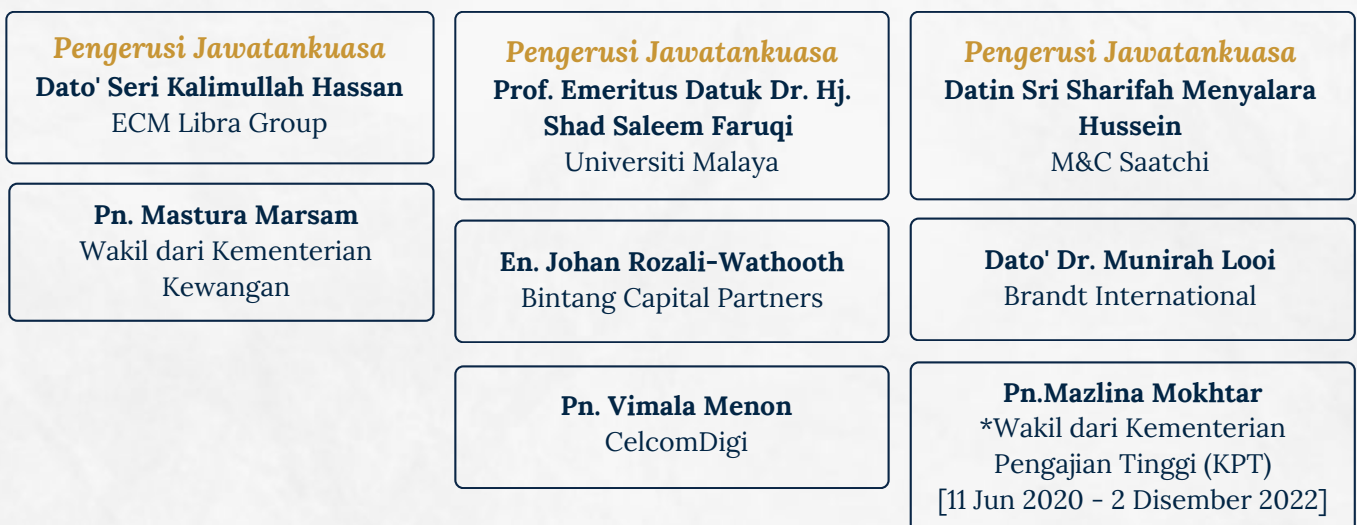 Pengerusi Jawatankuasa
Dato' Seri Kalimullah Hassan
ECM Libra Group
Pn. Mastura Marsam
Wakil dari Kementerian
Kewangan
Pengerusi Jawatankuasa
Prof. Emeritus Datuk Dr. Hj.
Shad Saleem Faruqi
Universiti Malaya
En. Johan Rozali-Wathooth
Bintang Capital Partners
Pn. Vimala Menon
CelcomDigi
Pengerusi Jawatankuasa
Datin Sri Sharifah Menyalara
Hussein
M&C Saatchi
Dato' Dr. Munirah Looi
Brandt International
Pn.Mazlina Mokhtar
*Wakil dari Kementerian
Pengajian Tinggi (KPT)
[11 Jun 2020 - 2 Disember 2022]